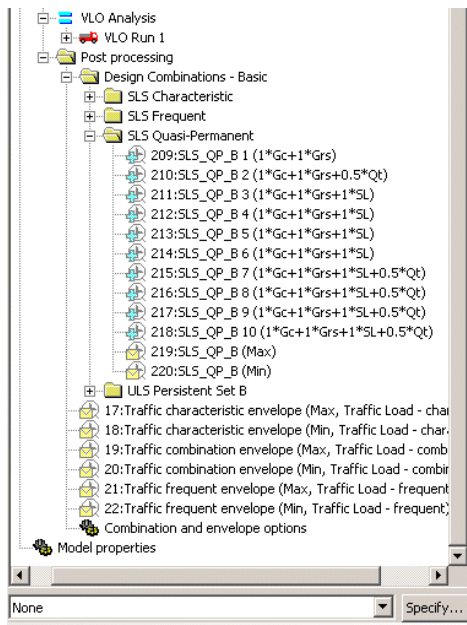 VLO Analysis
VLO Run 1
Post processing
Design Combinations - Basic
SLS Characteristic
SLS Frequent
SLS Quasi-Permanent
209:SLS_QP_B 1 (1*Gc+1*Grs)
210:SLS_QP_B 2 (1*Gc+1*Grs+0.5*Qt)
211:SLS_QP_B 3 (1*Gc+1*Grs+1*SL)
212:SLS_QP_B 4 (1*Gc+1*Grs+1*SL)
213:SLS_QP_B 5 (1*Gc+1*Grs+1*SL)
214:SLS_QP_B 6 (1*Gc+1*Grs+1*SL)
215:SLS_QP_B 7 (1*Gc+1*Grs+1*SL+0.5*Qt)
216:SLS_QP_B 8 (1*Gc+1*Grs+1*SL+0.5*Qt)
217:SLS_QP_B 9 (1*Gc+1*Grs+1*SL+0.5*Qt)
218:SLS_QP_B 10 (1*Gc+1*Grs+1*SL+0.5*Qt)
219:SLS_QP_B (Max)
220:SLS_QP_B (Min)
ULS Persistent Set B
17:Traffic characteristic envelope (Max, Traffic Load - char
18:Traffic characteristic envelope (Min, Traffic Load - char
19:Traffic combination envelope (Max, Traffic Load - comb
20:Traffic combination envelope (Min, Traffic Load - combin
21:Traffic frequent envelope (Max, Traffic Load - frequent
22:Traffic frequent envelope (Min, Traffic Load - frequent)
Combination and envelope options
Model properties
None Specify...